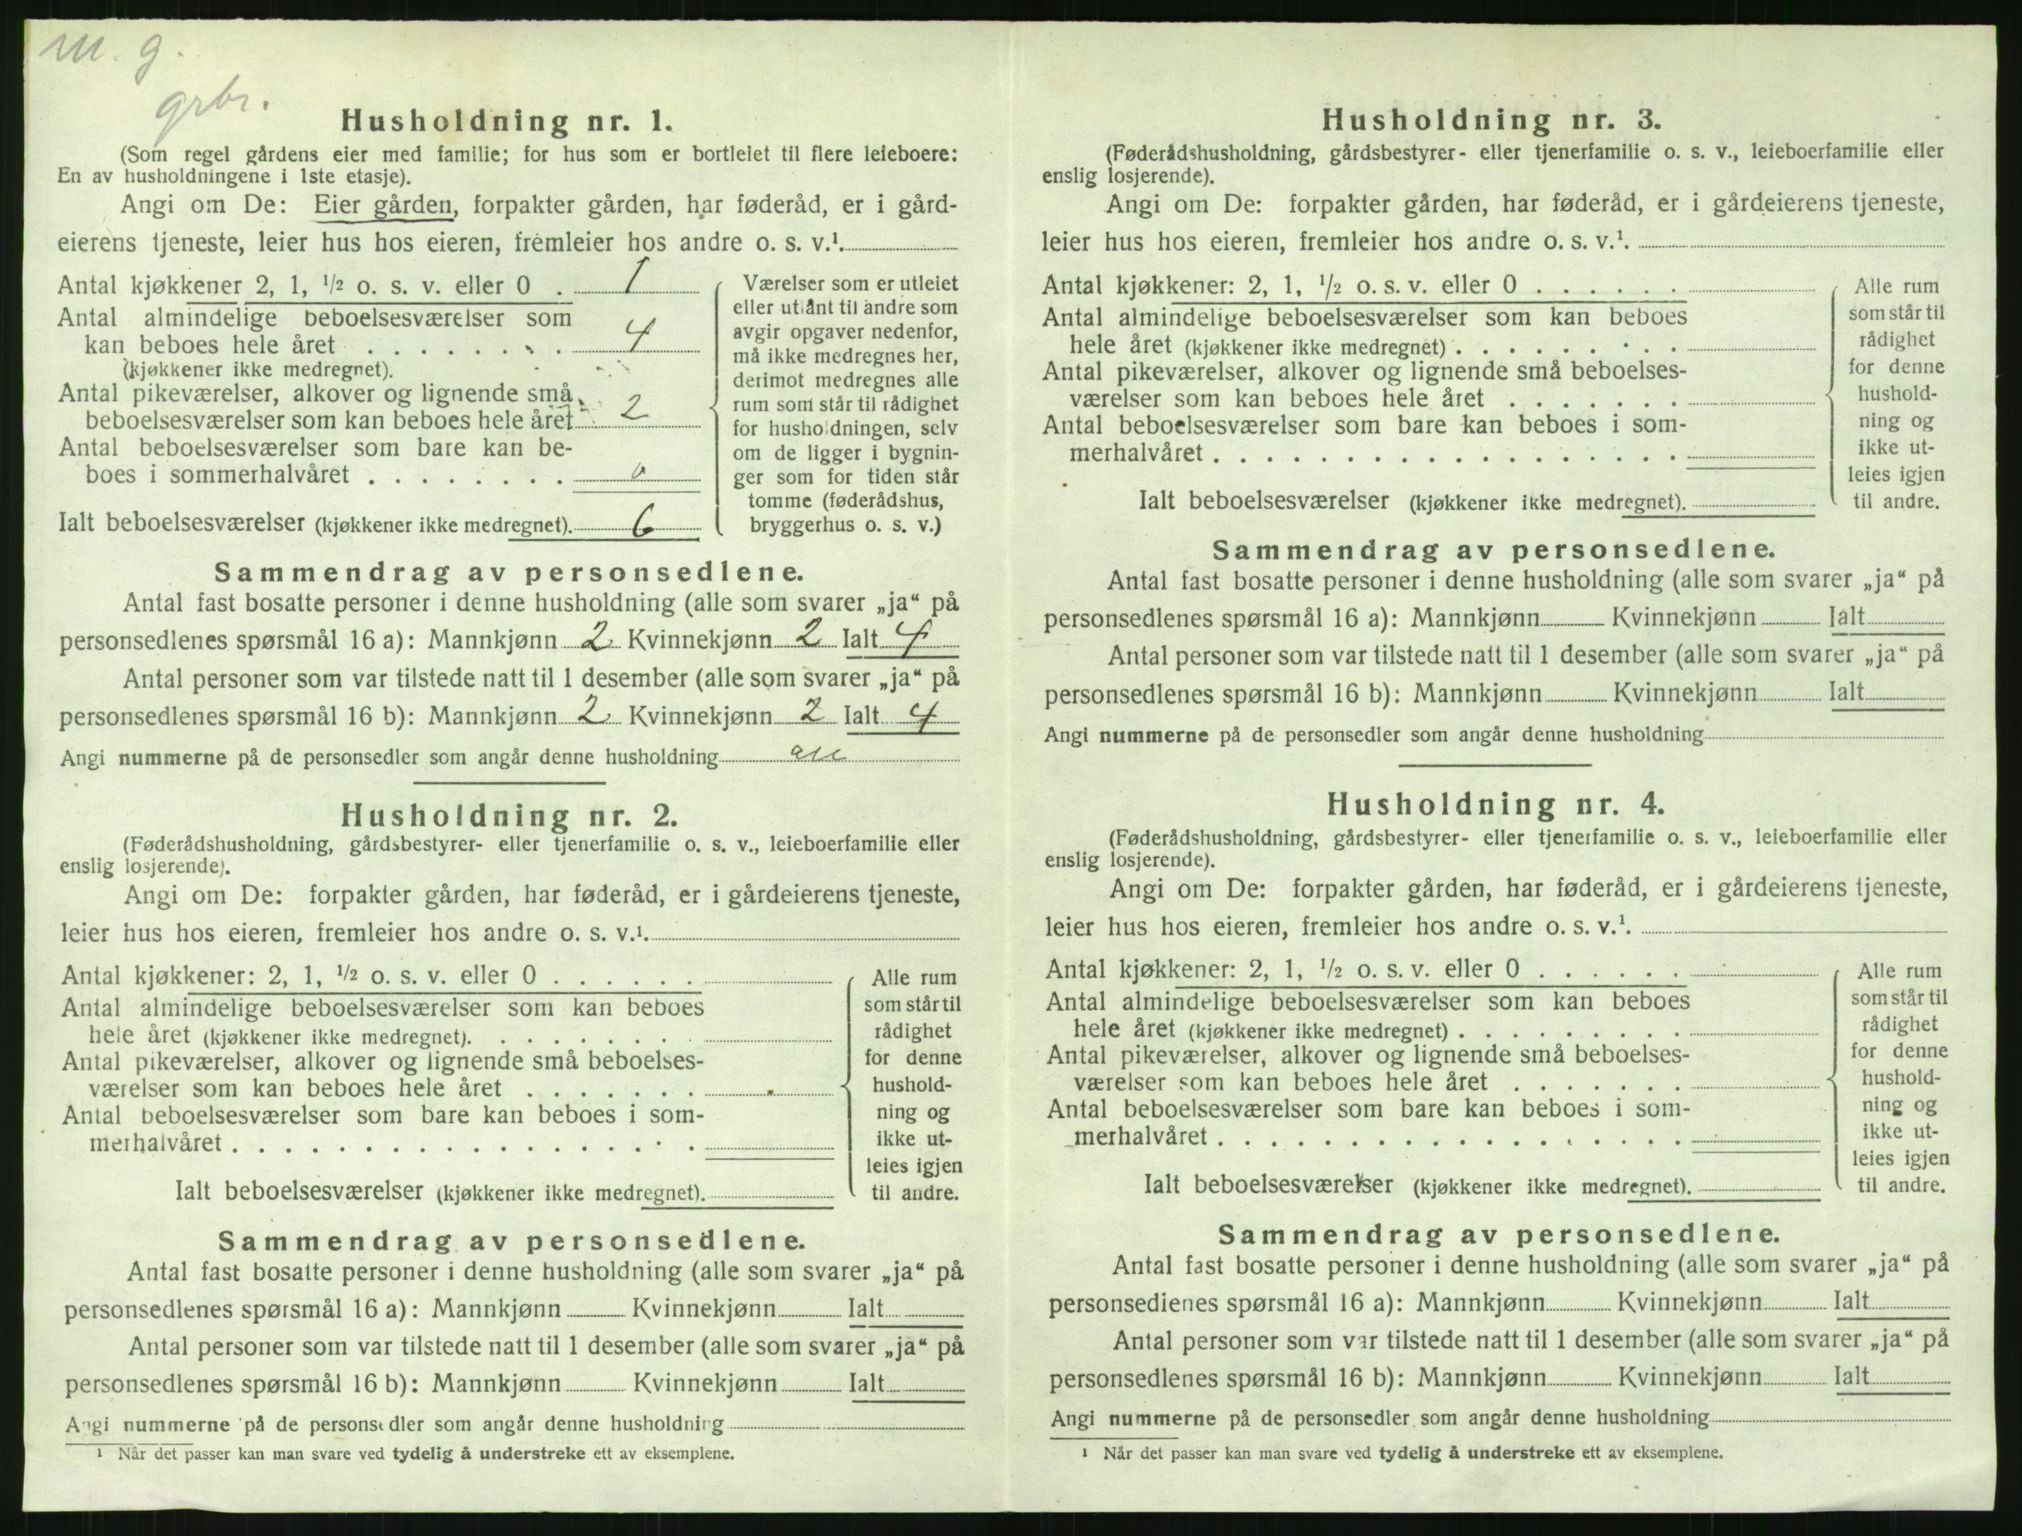 m. g.
grbr.
Husholdning nr. 1.
(Som regel gårdens eier med familie; for hus som er bortleiet til flere leieboere:
En av husholdningene i 1ste etasje).
Angi om De: Eier gården, forpakter gården, har føderåd, er i gård-
eierens tjeneste, leier hus hos eieren, fremleier hos andre o. s. v.¹.
Antal kjøkkener 2, 1, ½ o. s. v. eller 0 . 1
Antal almindelige beboelsesværelser som
kan beboes hele året . . . . . . . . 4
(kjøkkener ikke medregnet).
Antal pikeværelser, alkover og lignende små
beboelsesværelser som kan beboes hele året 2
Antal beboelsesværelser som bare kan be-
boes i sommerhalvåret . . . . . . . . 0
Ialt beboelsesværelser (kjøkkener ikke medregnet). 6
Værelser som er utleiet
eller utlånt til andre som
avgir opgaver nedenfor,
må ikke medregnes her,
derimot medregnes alle
rum som står til rådighet
for husholdningen, selv
om de ligger i bygnin-
ger som for tiden står
tomme (føderådshus,
bryggerhus o. s. v.)
Sammendrag av personsedlene.
Antal fast bosatte personer i denne husholdning (alle som svarer „ja“ på
personsedlenes spørsmål 16 a): Mannkjønn 2 Kvinnekjønn 2 Ialt 4
Antal personer som var tilstede natt til 1 desember (alle som svarer „ja“ på
personsedlenes spørsmål 16 b): Mannkjønn 2 Kvinnekjønn 2 Ialt 4
Angi nummerne på de personsedler som angår denne husholdning all
Husholdning nr. 2.
(Føderådshusholdning, gårdsbestyrer- eller tjenerfamilie o. s. v., leieboerfamilie eller
enslig losjerende).
Angi om De: forpakter gården, har føderåd, er i gårdeierens tjeneste,
leier hus hos eieren, fremleier hos andre o. s. v.¹.
Antal kjøkkener: 2, 1, ½ o. s. v. eller 0 . . . . . .
Antal almindelige beboelsesværelser som kan beboes
hele året (kjøkkener ikke medregnet). . . . . . . . .
Antal pikeværelser, alkover og lignende små beboelses-
værelser som kan beboes hele året . . . . . . .
Antal beboelsesværelser som bare kan beboes i som-
merhalvåret . . . . . . . . . . . . . . . . . .
Ialt beboelsesværelser (kjøkkener ikke medregnet).
Alle rum
som står til
rådighet
for denne
hushold-
ning og
ikke ut-
leies igjen
til andre.
Sammendrag av personsedlene.
Antal fast bosatte personer i denne husholdning (alle som svarer „ja“ på
personsedlenes spørsmål 16 a): Mannkjønn Kvinnekjønn Ialt
Antal personer som var tilstede natt til 1 desember (alle som svarer „ja“ på
personsedlenes spørsmål 16 b): Mannkjønn Kvinnekjønn Ialt
Angi nummerne på de personsedler som angår denne husholdning
¹ Når det passer kan man svare ved tydelig å understreke ett av eksemplene.
Husholdning nr. 3.
(Føderådshusholdning, gårdsbestyrer- eller tjenerfamilie o. s. v., leieboerfamilie eller
enslig losjerende).
Angi om De: forpakter gården, har føderåd, er i gårdeierens tjeneste,
leier hus hos eieren, fremleier hos andre o. s. v.¹.
Antal kjøkkener: 2, 1, ½ o. s. v. eller 0 . . . . . .
Antal almindelige beboelsesværelser som kan beboes
hele året (kjøkkener ikke medregnet) . . . . . . . . .
Antal pikeværelser, alkover og lignende små beboelses-
værelser som kan beboes hele året . . . . . . .
Antal beboelsesværelser som bare kan beboes i som-
merhalvåret . . . . . . . . . . . . . . . . . .
Ialt beboelsesværelser (kjøkkener ikke medregnet).
Alle rum
som står til
rådighet
for denne
hushold-
ning og
ikke ut-
leies igjen
til andre.
Sammendrag av personsedlene.
Antal fast bosatte personer i denne husholdning (alle som svarer „ja“ på
personsedlenes spørsmål 16 a): Mannkjønn Kvinnekjønn Ialt
Antal personer som var tilstede natt til 1 desember (alle som svarer „ja“ på
personsedlenes spørsmål 16 b): Mannkjønn Kvinnekjønn Ialt
Angi nummerne på de personsedler som angår denne husholdning
Husholdning nr. 4.
(Føderådshusholdning, gårdsbestyrer- eller tjenerfamilie o. s. v., leieboerfamilie eller
enslig losjerende).
Angi om De: forpakter gården, har føderåd, er i gårdeierens tjeneste,
leier hus hos eieren, fremleier hos andre o. s. v.¹.
Antal kjøkkener: 2, 1, ½ o. s. v. eller 0 . . . . . .
Antal almindelige beboelsesværelser som kan beboes
hele året (kjøkkener ikke medregnet) . . . . . . . . .
Antal pikeværelser, alkover og lignende små beboelses-
værelser som kan beboes hele året . . . . . . .
Antal beboelsesværelser som bare kan beboes i som-
merhalvåret . . . . . . . . . . . . . . . . . .
Ialt beboelsesværelser (kjøkkener ikke medregnet).
Alle rum
som står til
rådighet
for denne
hushold-
ning og
ikke ut-
leies igjen
til andre.
Sammendrag av personsedlene.
Antal fast bosatte personer i denne husholdning (alle som svarer „ja“ på
personsedlenes spørsmål 16 a): Mannkjønn Kvinnekjønn Ialt
Antal personer som var tilstede natt til 1 desember (alle som svarer „ja“ på
personsedlenes spørsmål 16 b): Mannkjønn Kvinnekjønn Ialt
Angi nummerne på de personsedler som angår denne husholdning
¹ Når det passer kan man svare ved tydelig å understreke ett av eksemplene.